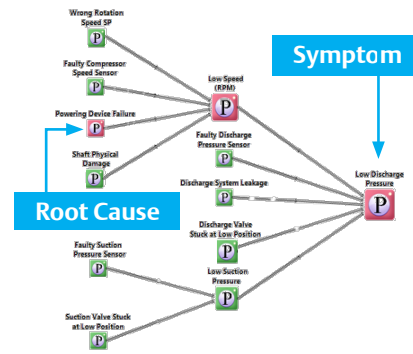 Wrong Rotation
Speed SP
P
Symptom
Faulty Compressor
Speed Sensor
P
Low Speed
(RPM)
P
Powering Device Failure
P
Faulty Discharge
Pressure Sensor
P
Shaft Physical
Damage
P
Discharge System Leakage
P
Low Discharge
Pressure
P
Root Cause
Discharge Valve
Stuck at Low Position
P
Faulty Suction
Pressure Sensor
P
Low Suction
Pressure
P
Suction Valve Stuck
at Low Position
P